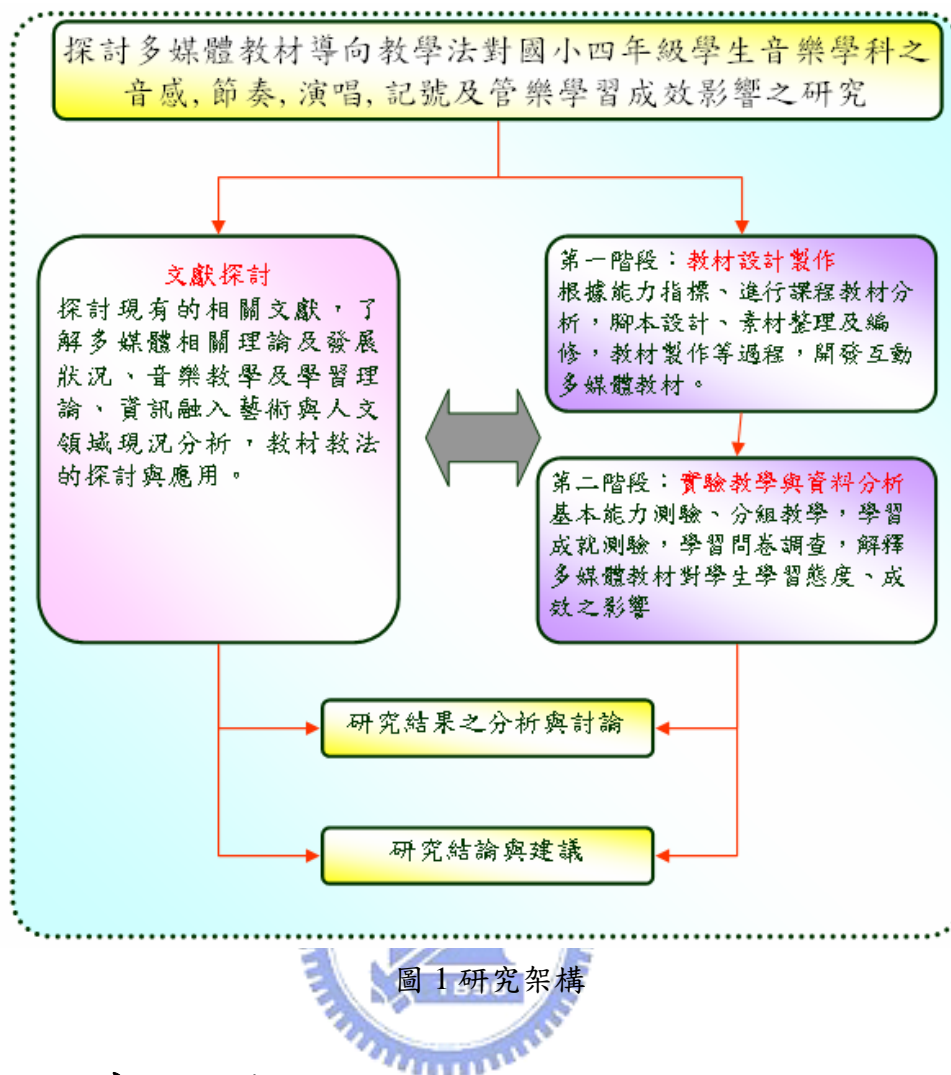 探討多媒體教材導向教學法對國小四年級學生音樂學科之
音感,節奏,演唱,記號及管樂學習成效影響之研究
文獻探討
探討現有的相關文獻，了
解多媒體相關理論及發展
狀況、音樂教學及學習理
論、資訊融入藝術與人文
領域現況分析，教材教法
的探討與應用。
第一階段：教材設計製作
根據能力指標、進行課程教材分
析，腳本設計、素材整理及編
修，教材製作等過程，開發互動
多媒體教材。
第二階段：實驗教學與資料分析
基本能力測驗、分組教學，學習
成就測驗，學習問卷調查，解釋
多媒體教材對學生學習態度、成
效之影響
研究結果之分析與討論
研究結論與建議
圖 1 研究架構